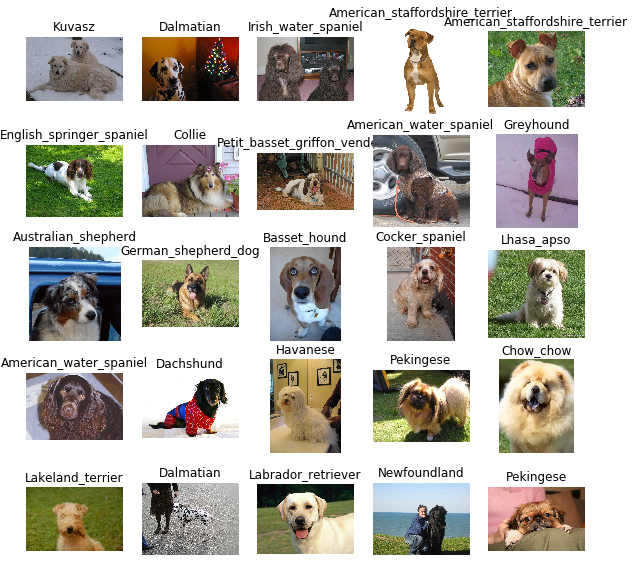 Kuvasz
Dalmatian
Irish_water_spaniel
American_staffordshire_terrier
American_staffordshire_terrier
English_springer_spaniel
Collie
Petit_basset_griffon_vende
American_water_spaniel
Greyhound
Australian_shepherd
German_shepherd_dog
Basset_hound
Cocker_spaniel
Lhasa_apso
American_water_spaniel
Dachshund
Havanese
Pekingese
Chow_chow
Lakeland_terrier
Dalmatian
Labrador_retriever
Newfoundland
Pekingese